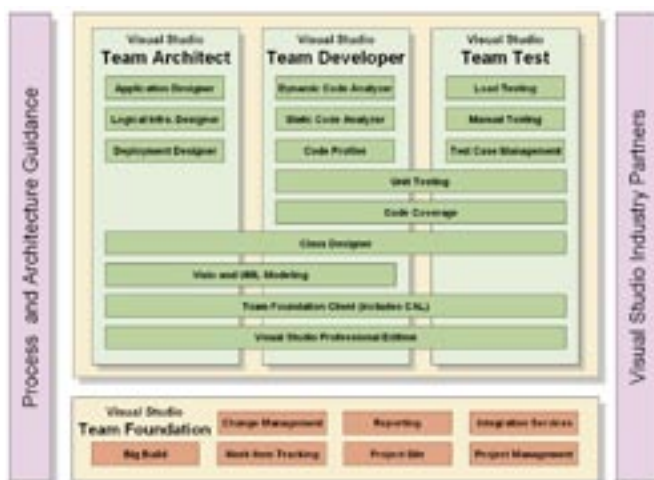 Process and Architecture Guidance
Visual Studio
Team Architect
Application Designer
Logical Infra. Designer
Deployment Designer
Visual Studio
Team Developer
Dynamic Code Analyzer
Static Code Analyzer
Code Profiler
Visual Studio
Team Test
Load Testing
Manual Testing
Test Case Management
Unit Testing
Code Coverage
Class Designer
Visio and UML Modeling
Team Foundation Client (includes CAL)
Visual Studio Professional Edition
Visual Studio
Team Foundation
Change Management
Reporting
Integration Services
Big Build
Work Item Tracking
Project Site
Project Management
Visual Studio Industry Partners